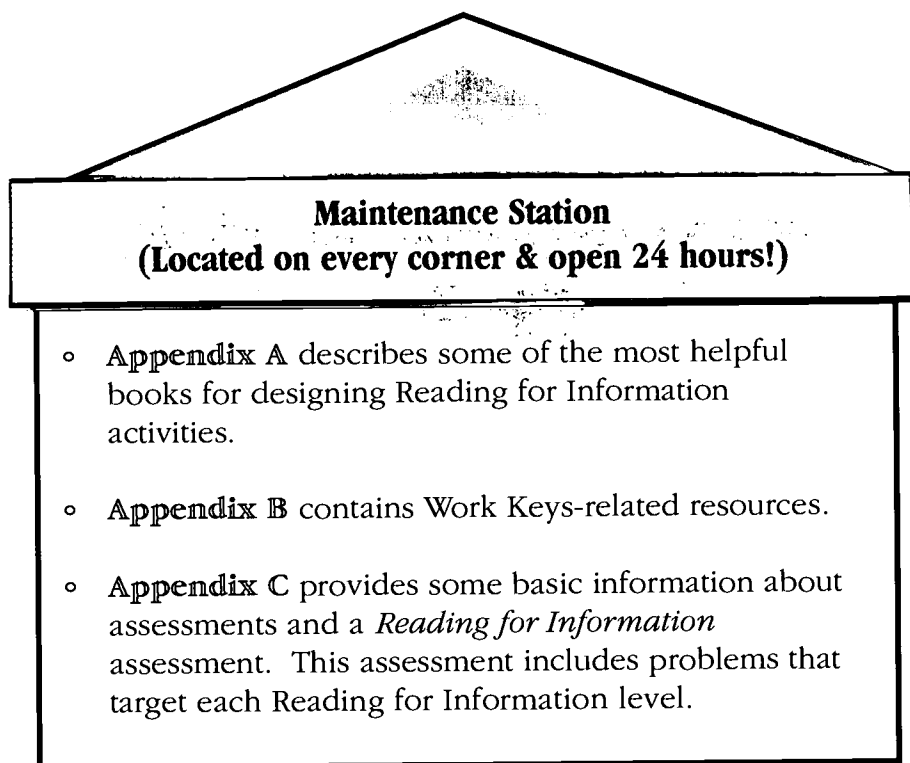 Maintenance Station
(Located on every corner & open 24 hours!)
◦ Appendix A describes some of the most helpful
books for designing Reading for Information
activities.
◦ Appendix B contains Work Keys-related resources.
◦ Appendix C provides some basic information about
assessments and a Reading for Information
assessment. This assessment includes problems that
target each Reading for Information level.